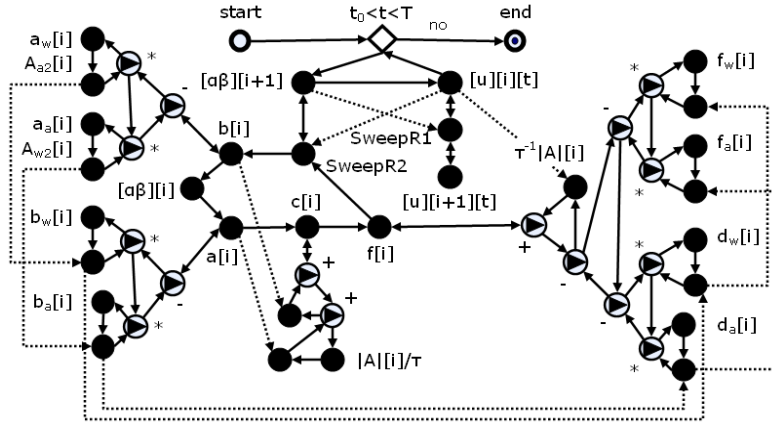 start
t₀<t<T
no
end
a_w[i]
A_a2[i]
*
-
a_a[i]
A_w2[i]
*
b[i]
[αβ][i+1]
[u][i][t]
SweepR1
SweepR2
[u][i+1][t]
[αβ][i]
a[i]
c[i]
f[i]
b_w[i]
*
-
b_a[i]
*
+
+
|A|[i]/τ
τ⁻¹|A|[i]
+
-
-
*
f_w[i]
f_a[i]
*
-
*
d_w[i]
d_a[i]
*